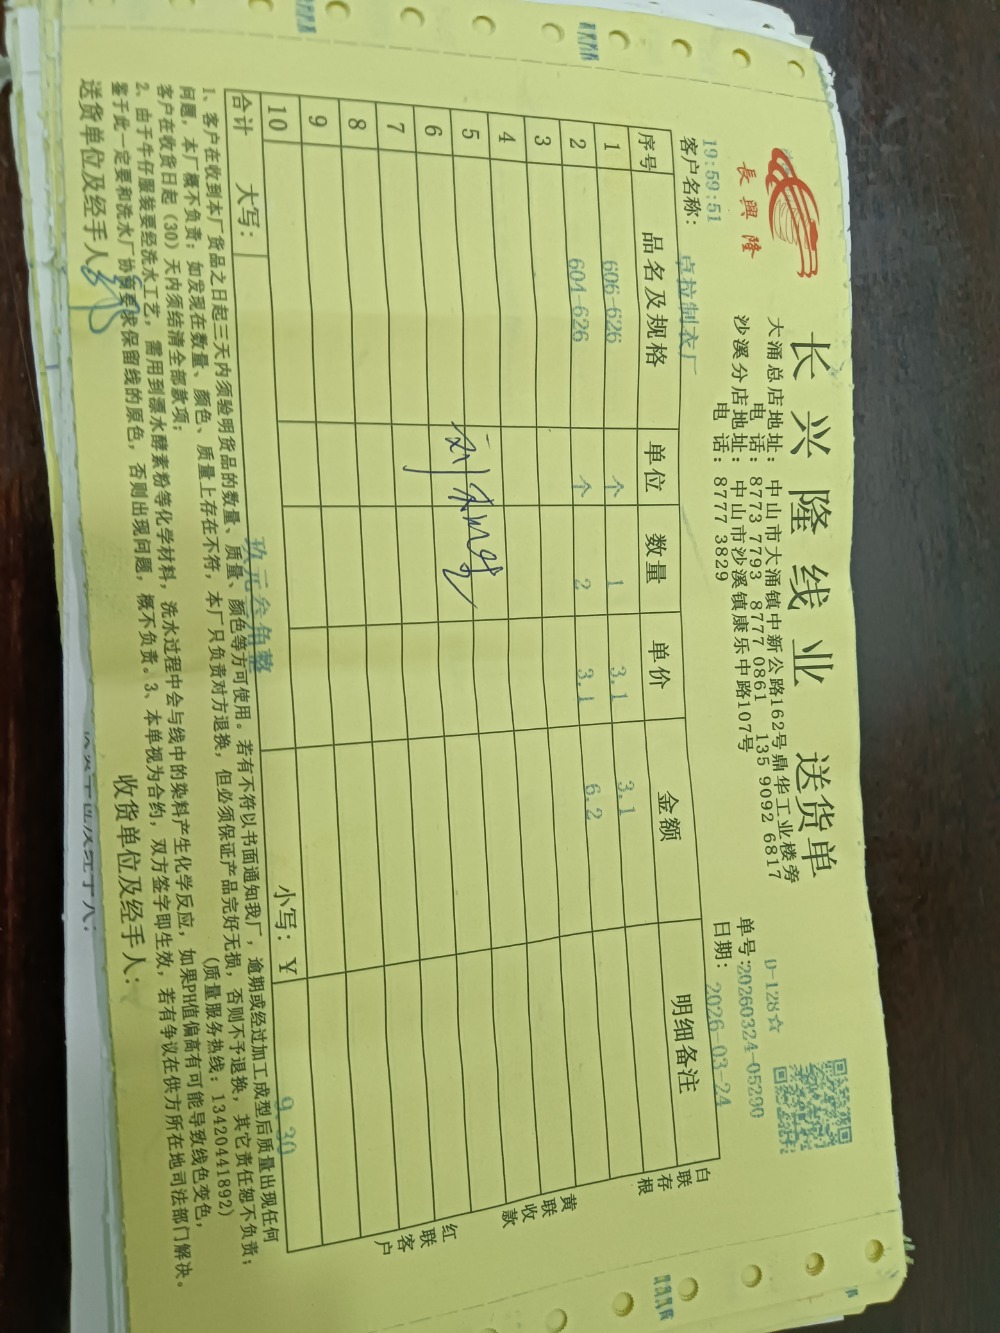 長興隆
长兴隆线业 送货单
大涌总店地址：中山市大涌镇中新公路162号鼎华工业楼旁
电 话：8773 7793 8777 0861 135 9092 6817
沙溪分店地址：中山市沙溪镇康乐中路107号
电 话：8777 3829
D-128☆
单号:20260324-05290
19:59:51
日期：2026-03-24
客户名称：卓拉制衣厂
序号 品名及规格 单位 数量 单价 金额 明细备注
1 606-626 个 1 3.1 3.1
2 604-626 个 2 3.1 6.2
3
4
5
6
7
8
9
10
合计 大写： 玖元叁角整 小写：￥ 9.30
白联存根
黄联收款
红联客户
1、客户在收到本厂货品之日起三天内须验明货品的数量、质量、颜色等方可使用。若有不符以书面通知我厂，逾期或经过加工成型后质量出现任何
问题，本厂概不负责；如发现在数量、颜色、质量上存在不符，本厂只负责对方退换，但必须保证产品完好无损，否则不予退换，其它责任恕不负责；
客户在收货日起（30）天内须结清全部款项； （质量服务热线：13420441892）
2、由于牛仔服装要经洗水工艺，需用到漂水酵素粉等化学材料，洗水过程中会与线中的染料产生化学反应，如果PH值偏高有可能导致线色变色，
鉴于此一定要和洗水厂协调要求保留线的原色，否则出现问题，概不负责。3、本单视为合约，双方签字即生效，若有争议在供方所在地司法部门解决。
送货单位及经手人： 收货单位及经手人：